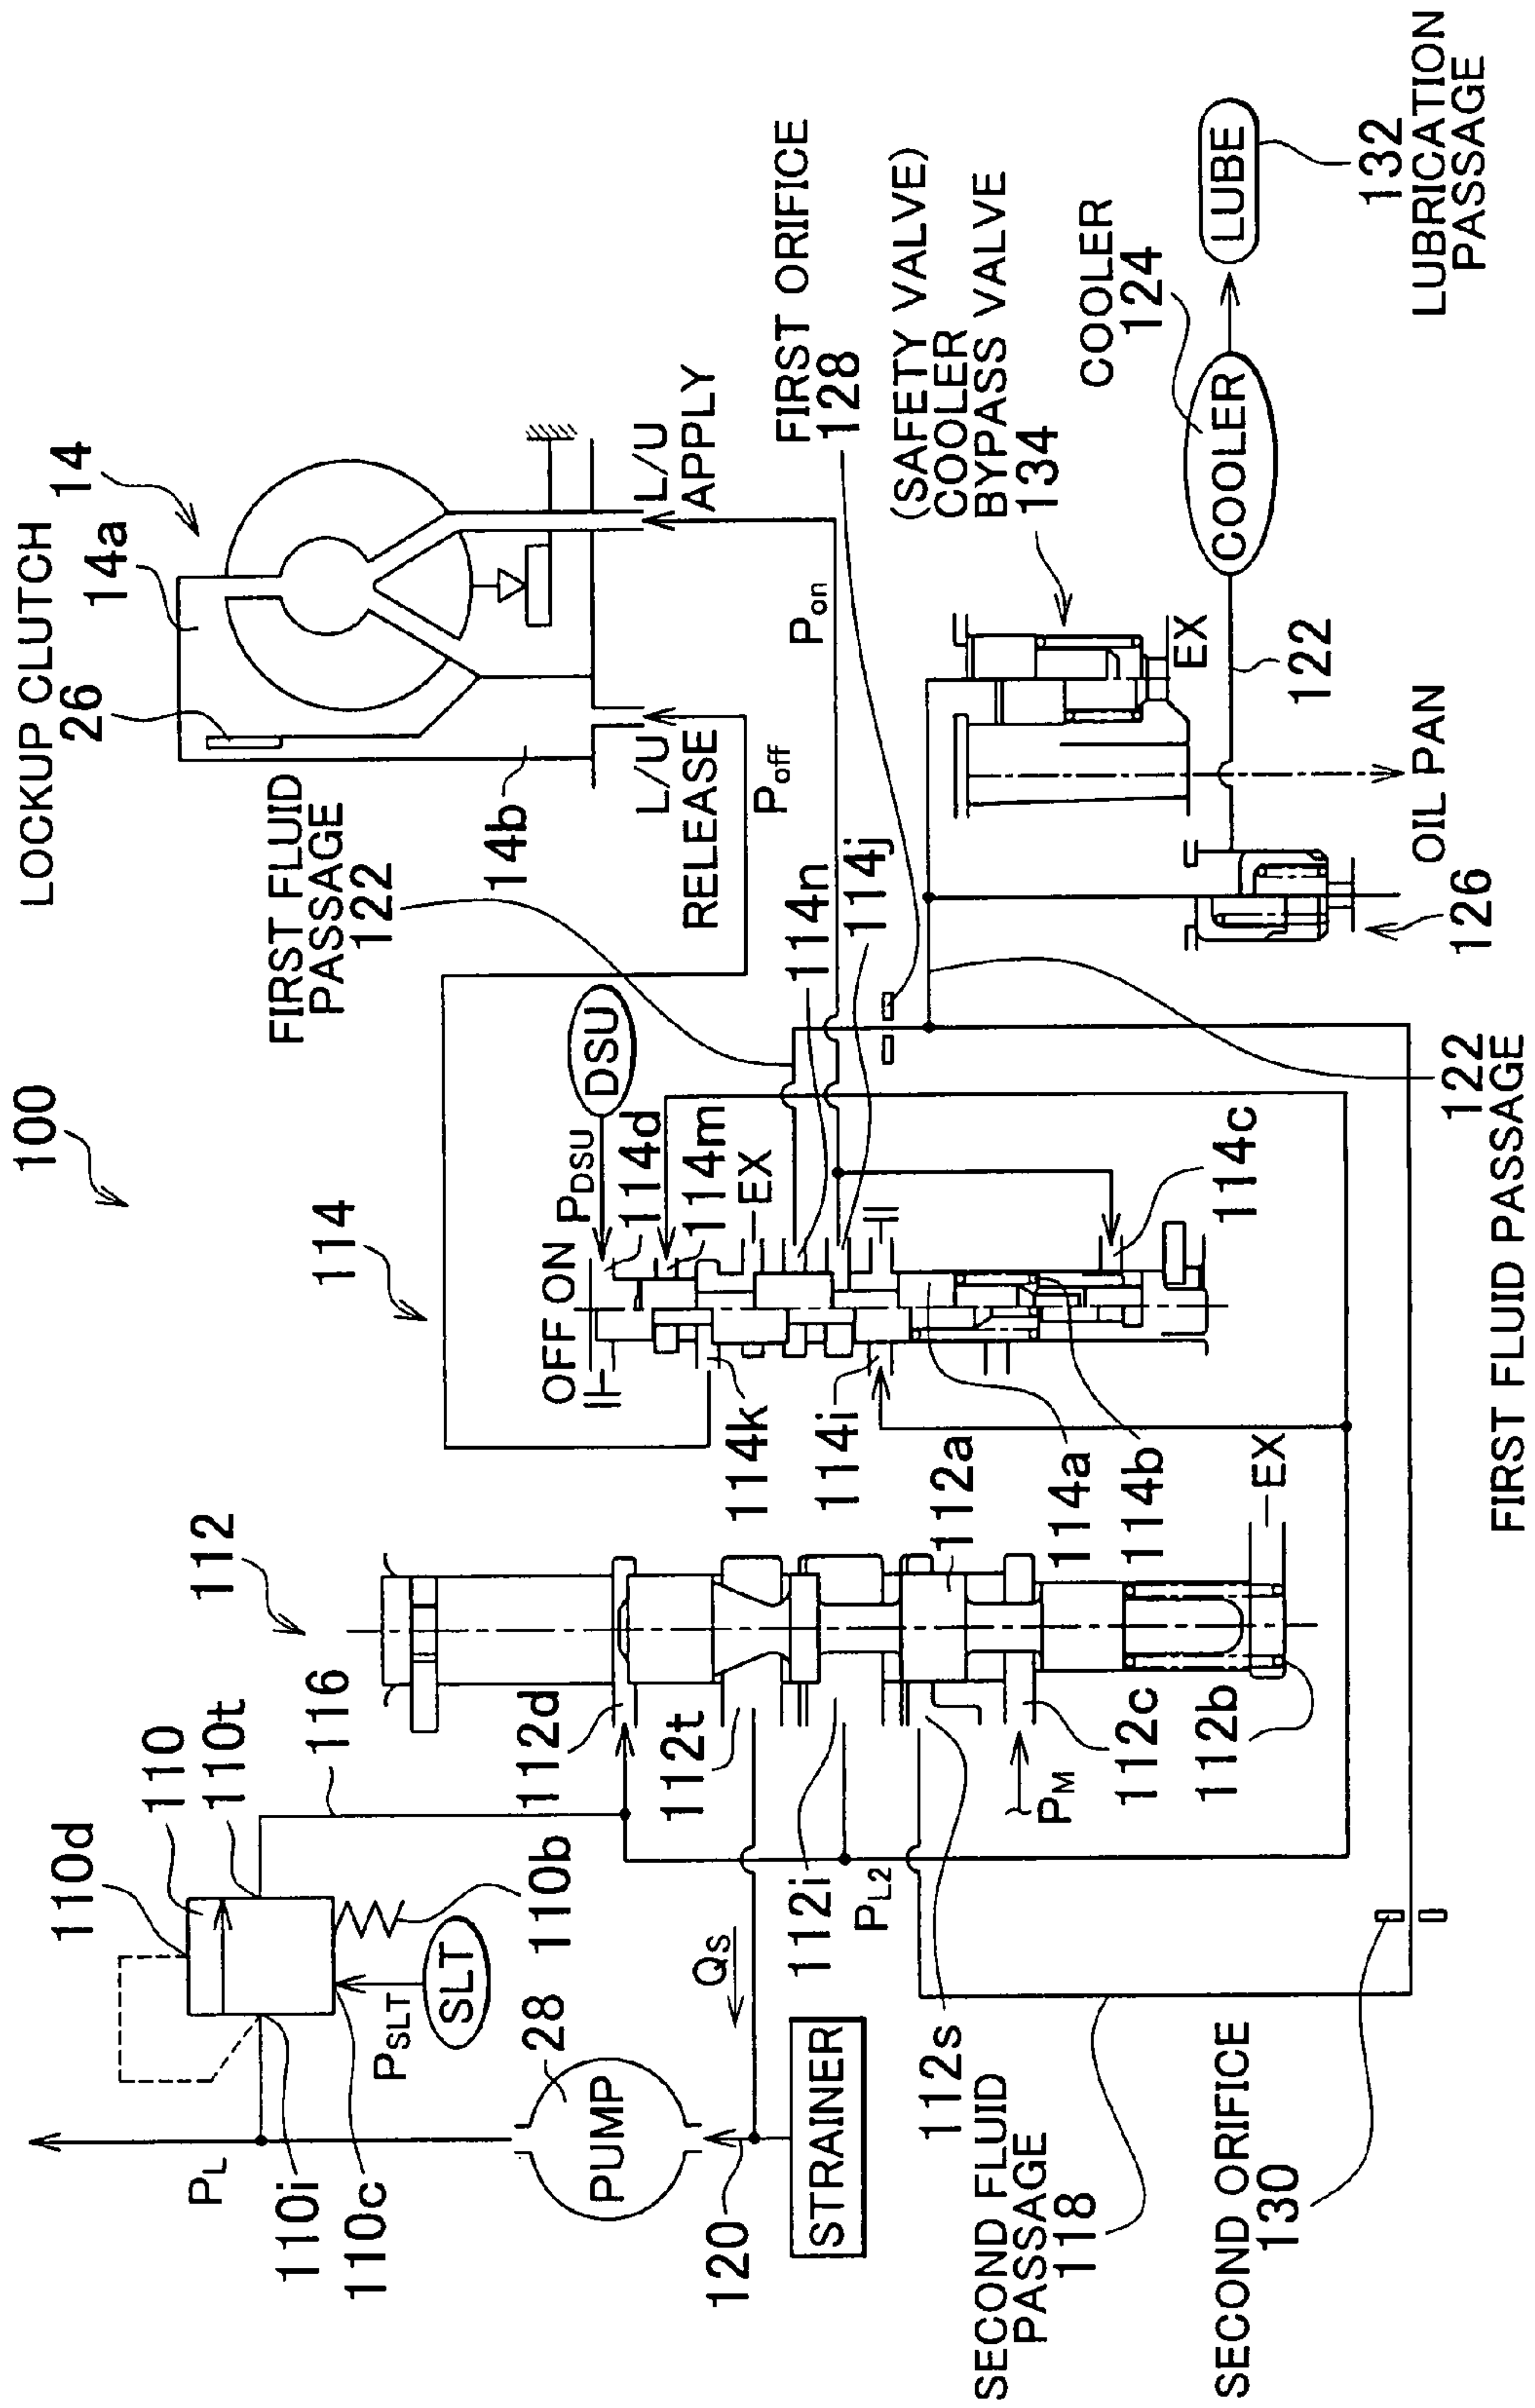 100
LOCKUP CLUTCH
26
14a
14
FIRST FLUID
PASSAGE
122
14b
L/U
RELEASE
L/U
APPLY
Poff
Pon
FIRST ORIFICE
128
(SAFETY VALVE)
COOLER
BYPASS VALVE
134
EX
COOLER
124
COOLER
LUBE
132
LUBRICATION
PASSAGE
122
OIL PAN
126
122
FIRST FLUID PASSAGE
114
OFF ON
PDSU
DSU
114d
114m
EX
114n
114j
114c
114k
114i
114a
114b
112
112d
112t
112i
112a
112s
112c
112b
EX
PM
PL2
116
110
110t
110d
110b
PSLT
SLT
110i
110c
PL
28
PUMP
QS
120
STRAINER
SECOND FLUID
PASSAGE
118
SECOND ORIFICE
130